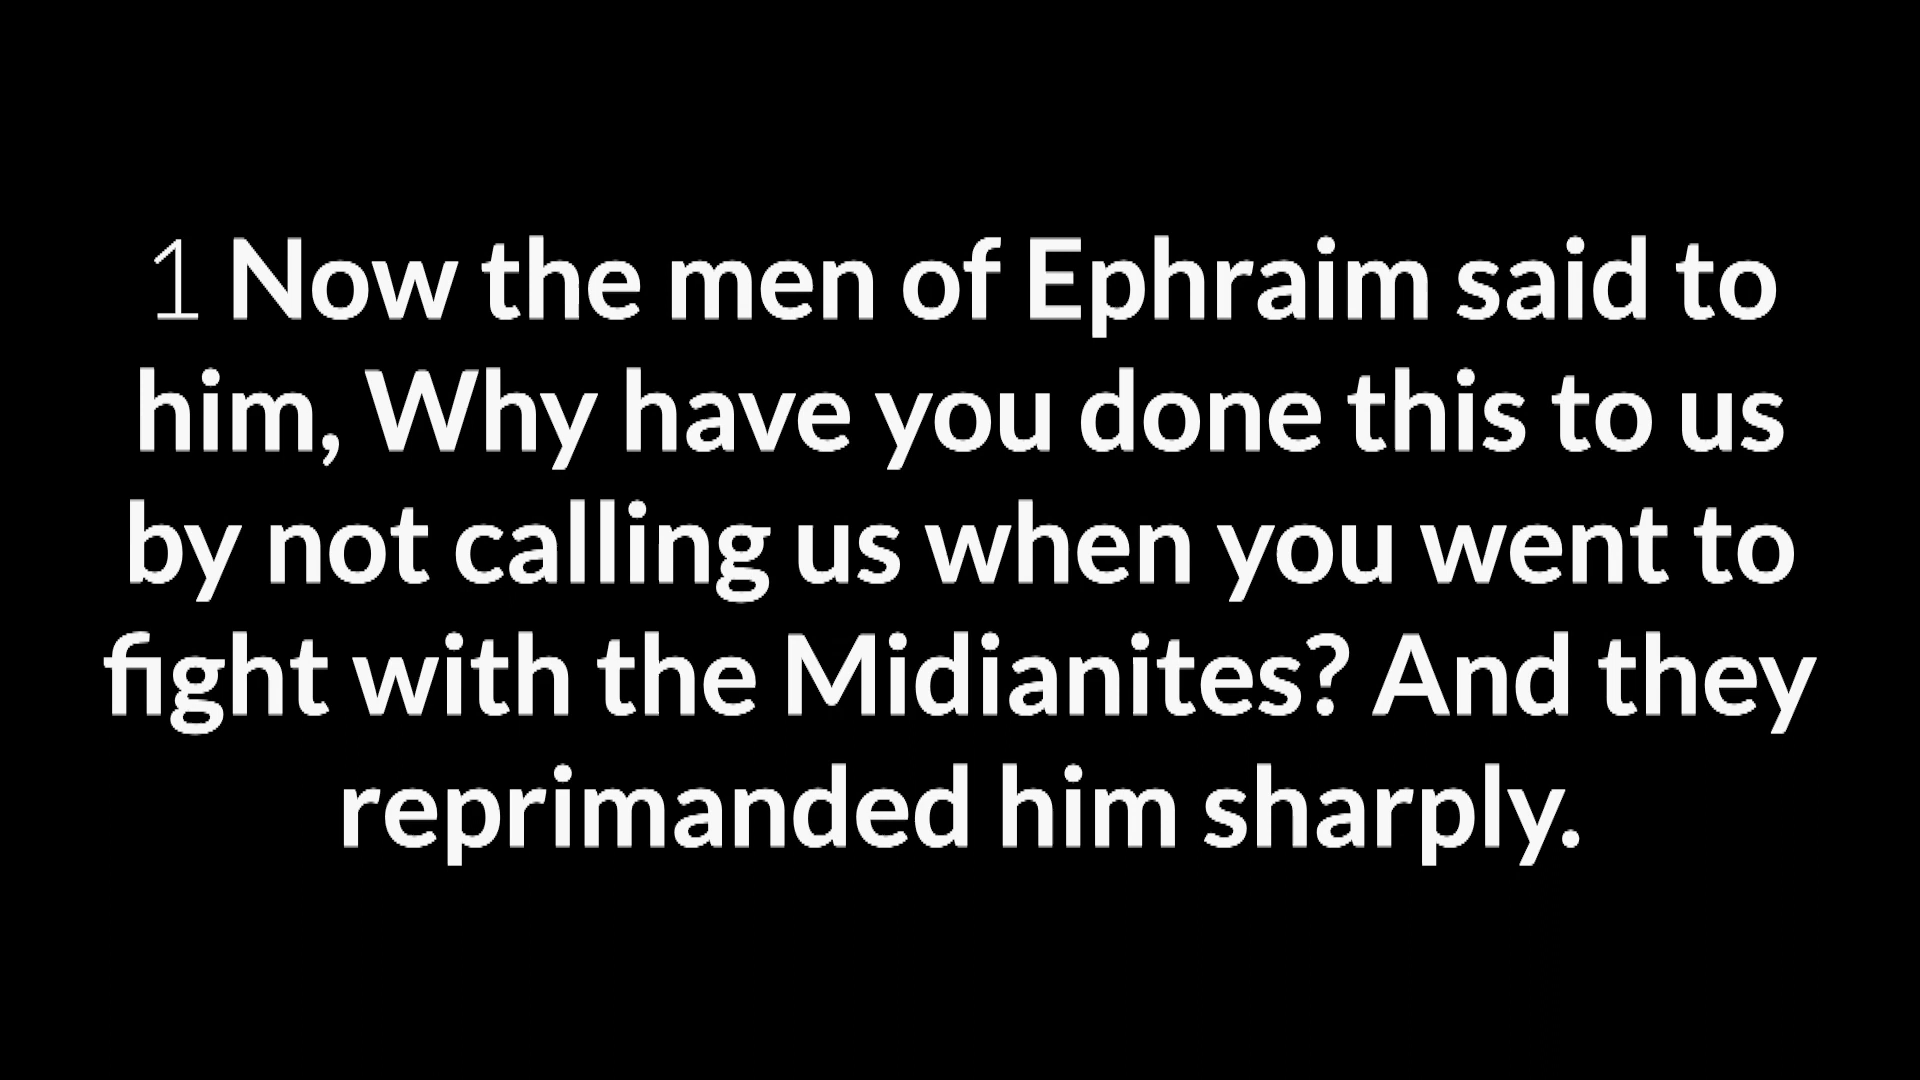 1 Now the men of Ephraim said to
him, Why have you done this to us
by not calling us when you went to
fight with the Midianites? And they
reprimanded him sharply.